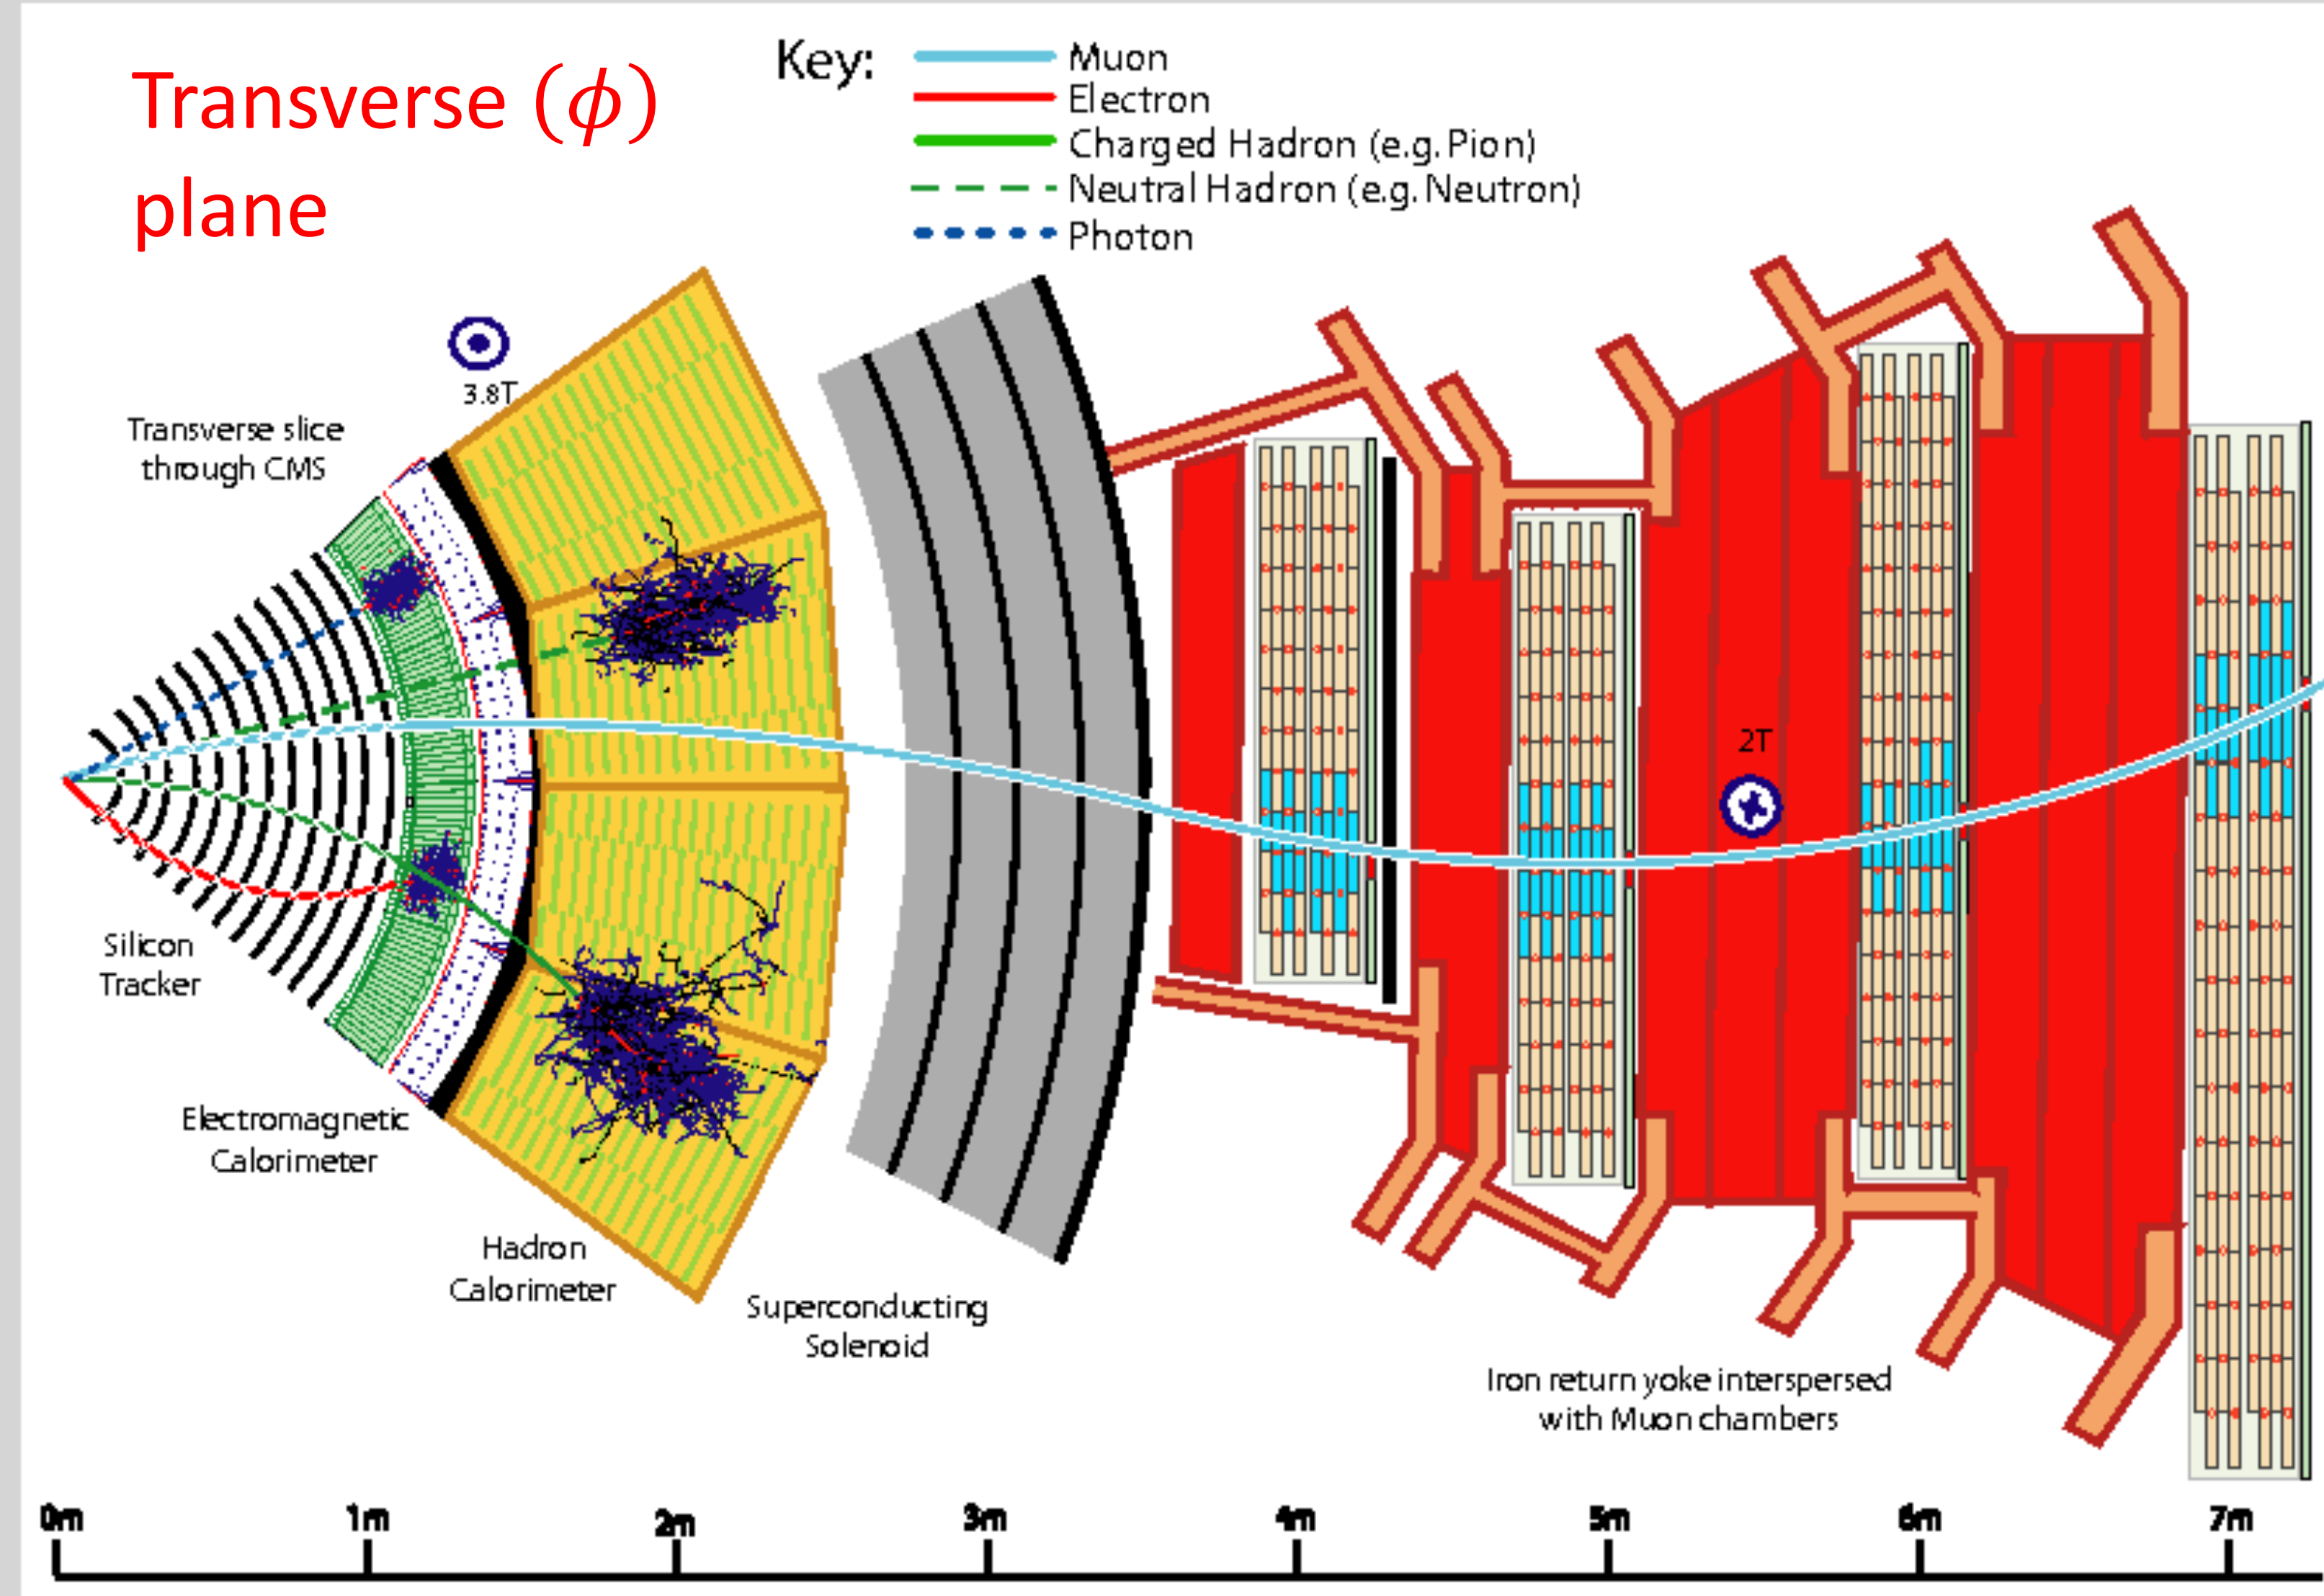 Transverse (ϕ)
plane
Key:
Muon
Electron
Charged Hadron (e.g. Pion)
Neutral Hadron (e.g. Neutron)
Photon
3.8T
Transverse slice
through CMS
2T
Silicon
Tracker
Electromagnetic
Calorimeter
Hadron
Calorimeter
Superconducting
Solenoid
Iron return yoke interspersed
with Muon chambers
0m 1m 2m 3m 4m 5m 6m 7m